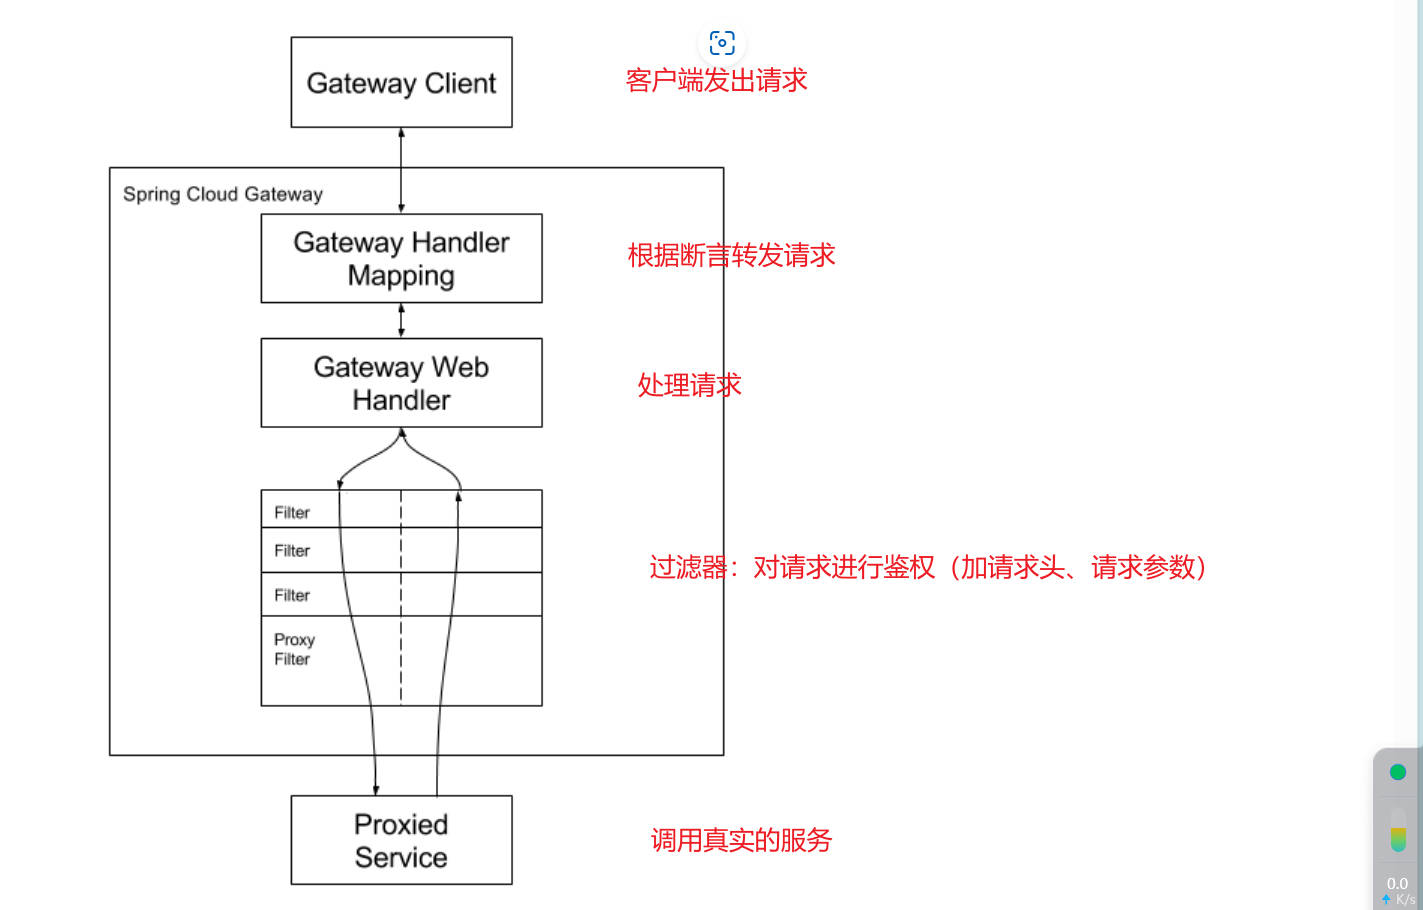 Gateway Client
客户端发出请求
Spring Cloud Gateway
Gateway Handler
Mapping
根据断言转发请求
Gateway Web
Handler
处理请求
Filter
Filter
过滤器：对请求进行鉴权（加请求头、请求参数）
Filter
Proxy
Filter
Proxied
Service
调用真实的服务
0.0
K/s